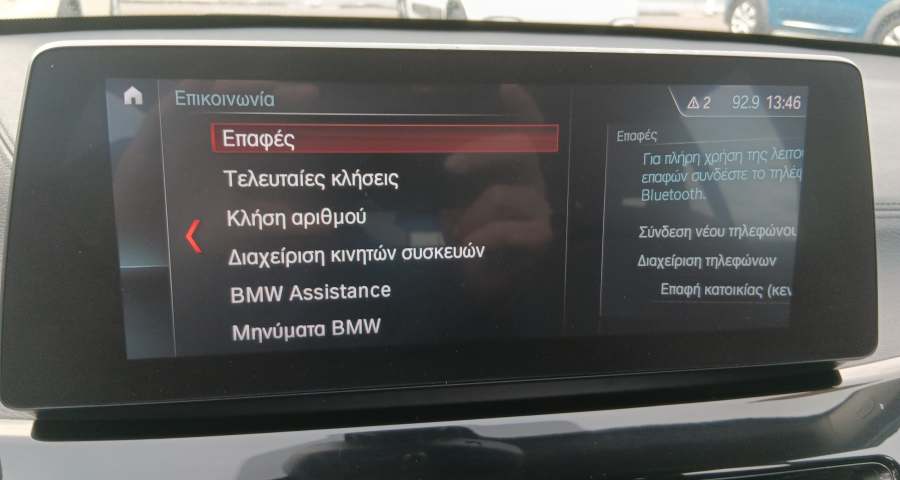 Επικοινωνία
2 92.9 13:46
Επαφές
Τελευταίες κλήσεις
Κλήση αριθμού
Διαχείριση κινητών συσκευών
BMW Assistance
Μηνύματα BMW
Επαφές
Για πλήρη χρήση της λειτο
επαφών συνδέστε το τηλέφ
Bluetooth.
Σύνδεση νέου τηλεφώνου
Διαχείριση τηλεφώνων
Επαφή κατοικίας (κεν